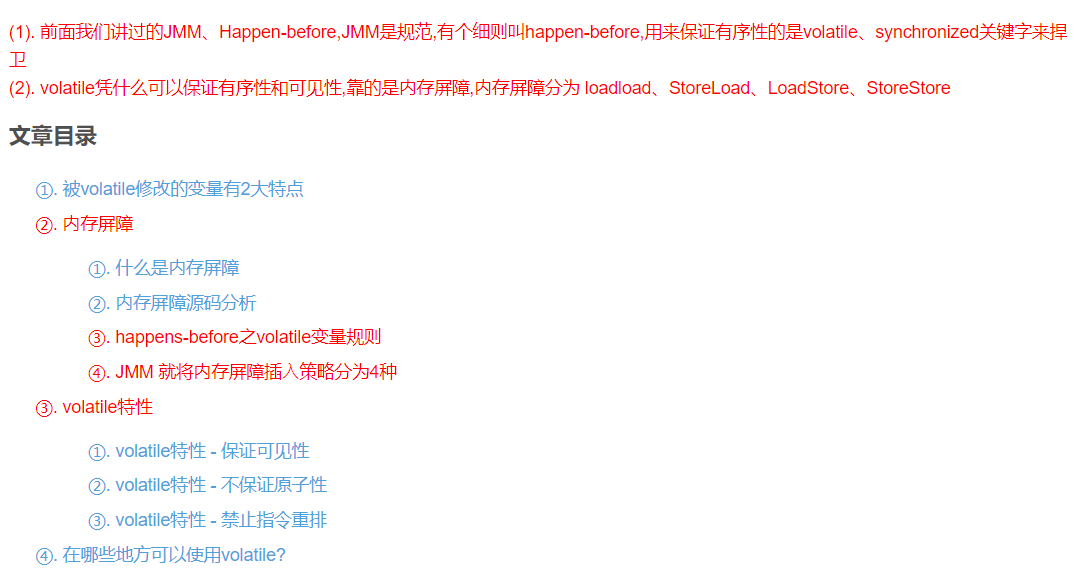 (1). 前面我们讲过的JMM、Happen-before,JMM是规范,有个细则叫happen-before,用来保证有序性的是volatile、synchronized关键字来捍
卫
(2). volatile凭什么可以保证有序性和可见性,靠的是内存屏障,内存屏障分为 loadload、StoreLoad、LoadStore、StoreStore
文章目录
①. 被volatile修改的变量有2大特点
②. 内存屏障
①. 什么是内存屏障
②. 内存屏障源码分析
③. happens-before之volatile变量规则
④. JMM 就将内存屏障插入策略分为4种
③. volatile特性
①. volatile特性 - 保证可见性
②. volatile特性 - 不保证原子性
③. volatile特性 - 禁止指令重排
④. 在哪些地方可以使用volatile?